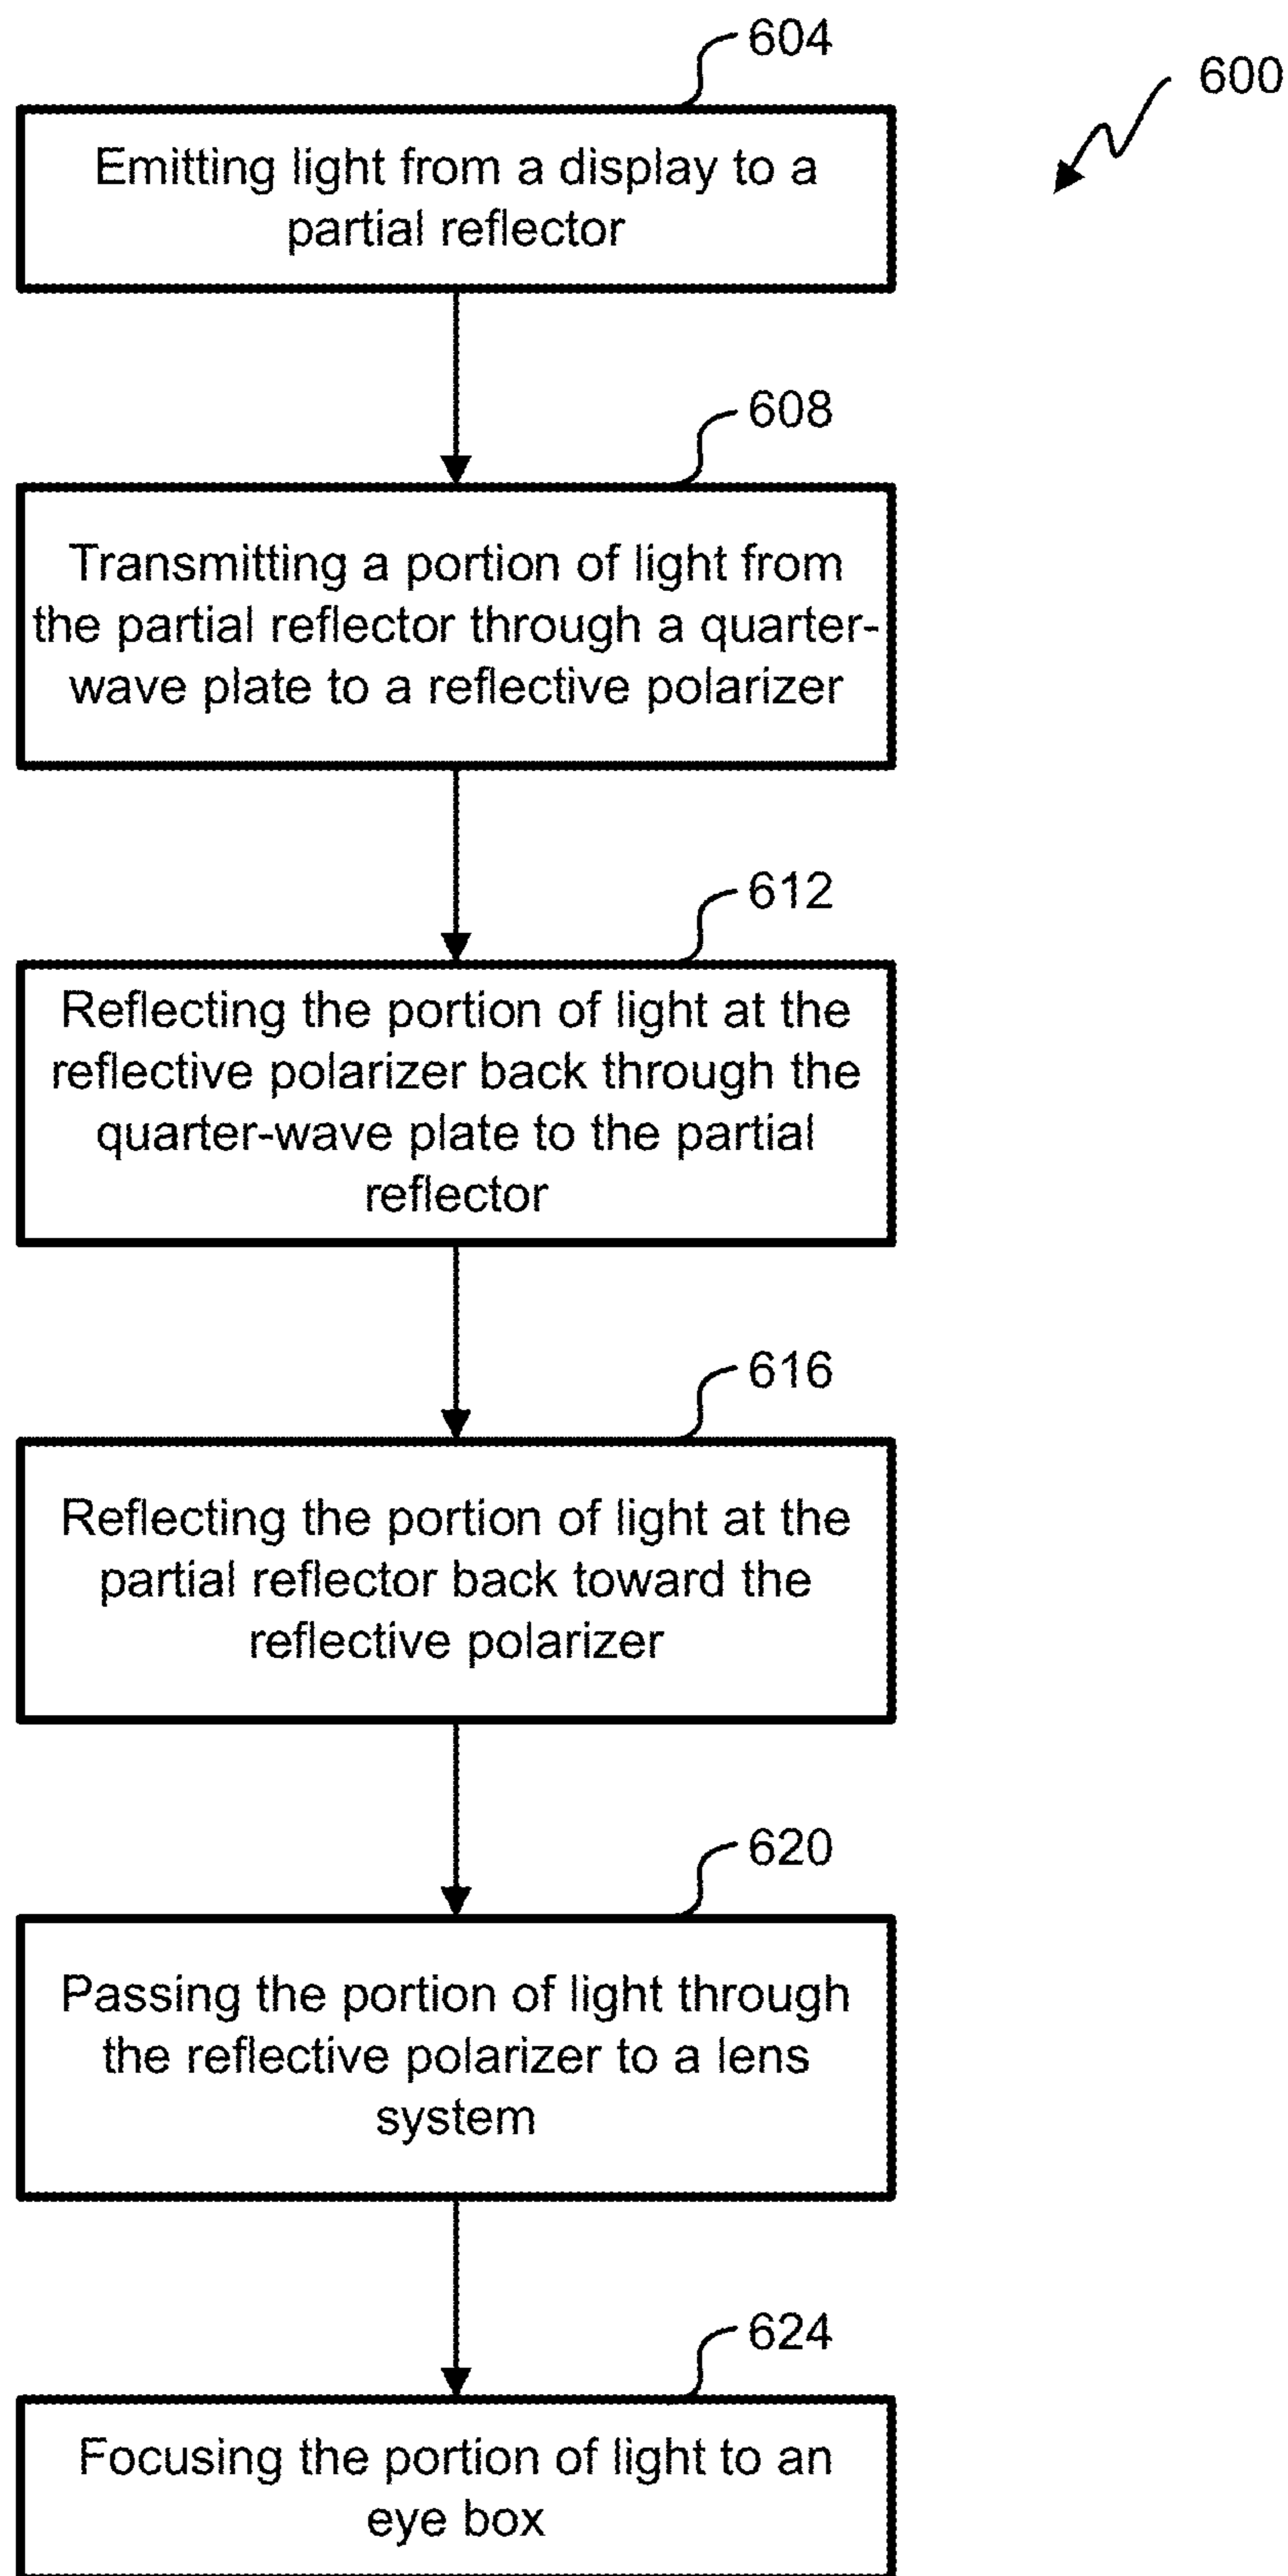 604
600
Emitting light from a display to a
partial reflector
608
Transmitting a portion of light from
the partial reflector through a quarter-
wave plate to a reflective polarizer
612
Reflecting the portion of light at the
reflective polarizer back through the
quarter-wave plate to the partial
reflector
616
Reflecting the portion of light at the
partial reflector back toward the
reflective polarizer
620
Passing the portion of light through
the reflective polarizer to a lens
system
624
Focusing the portion of light to an
eye box